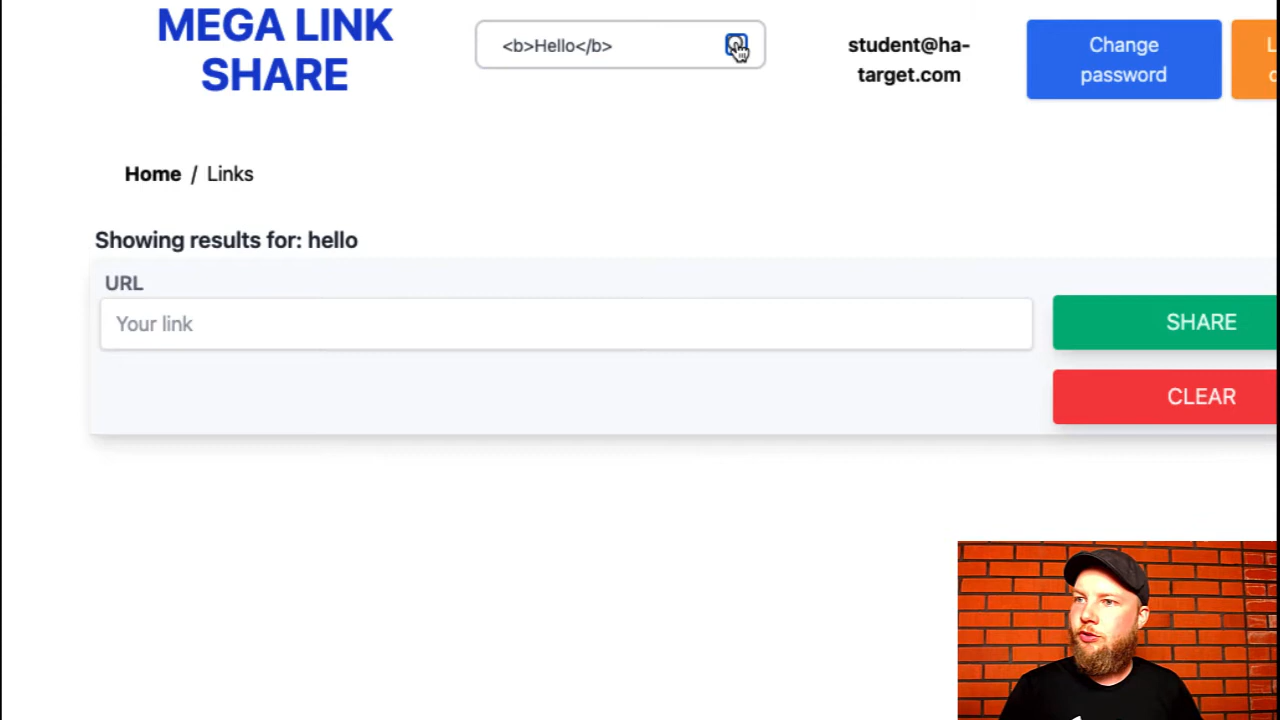 MEGA LINK
SHARE
<b>Hello</b>
student@ha-
target.com
Change
password
Home / Links
Showing results for: hello
URL
Your link
SHARE
CLEAR